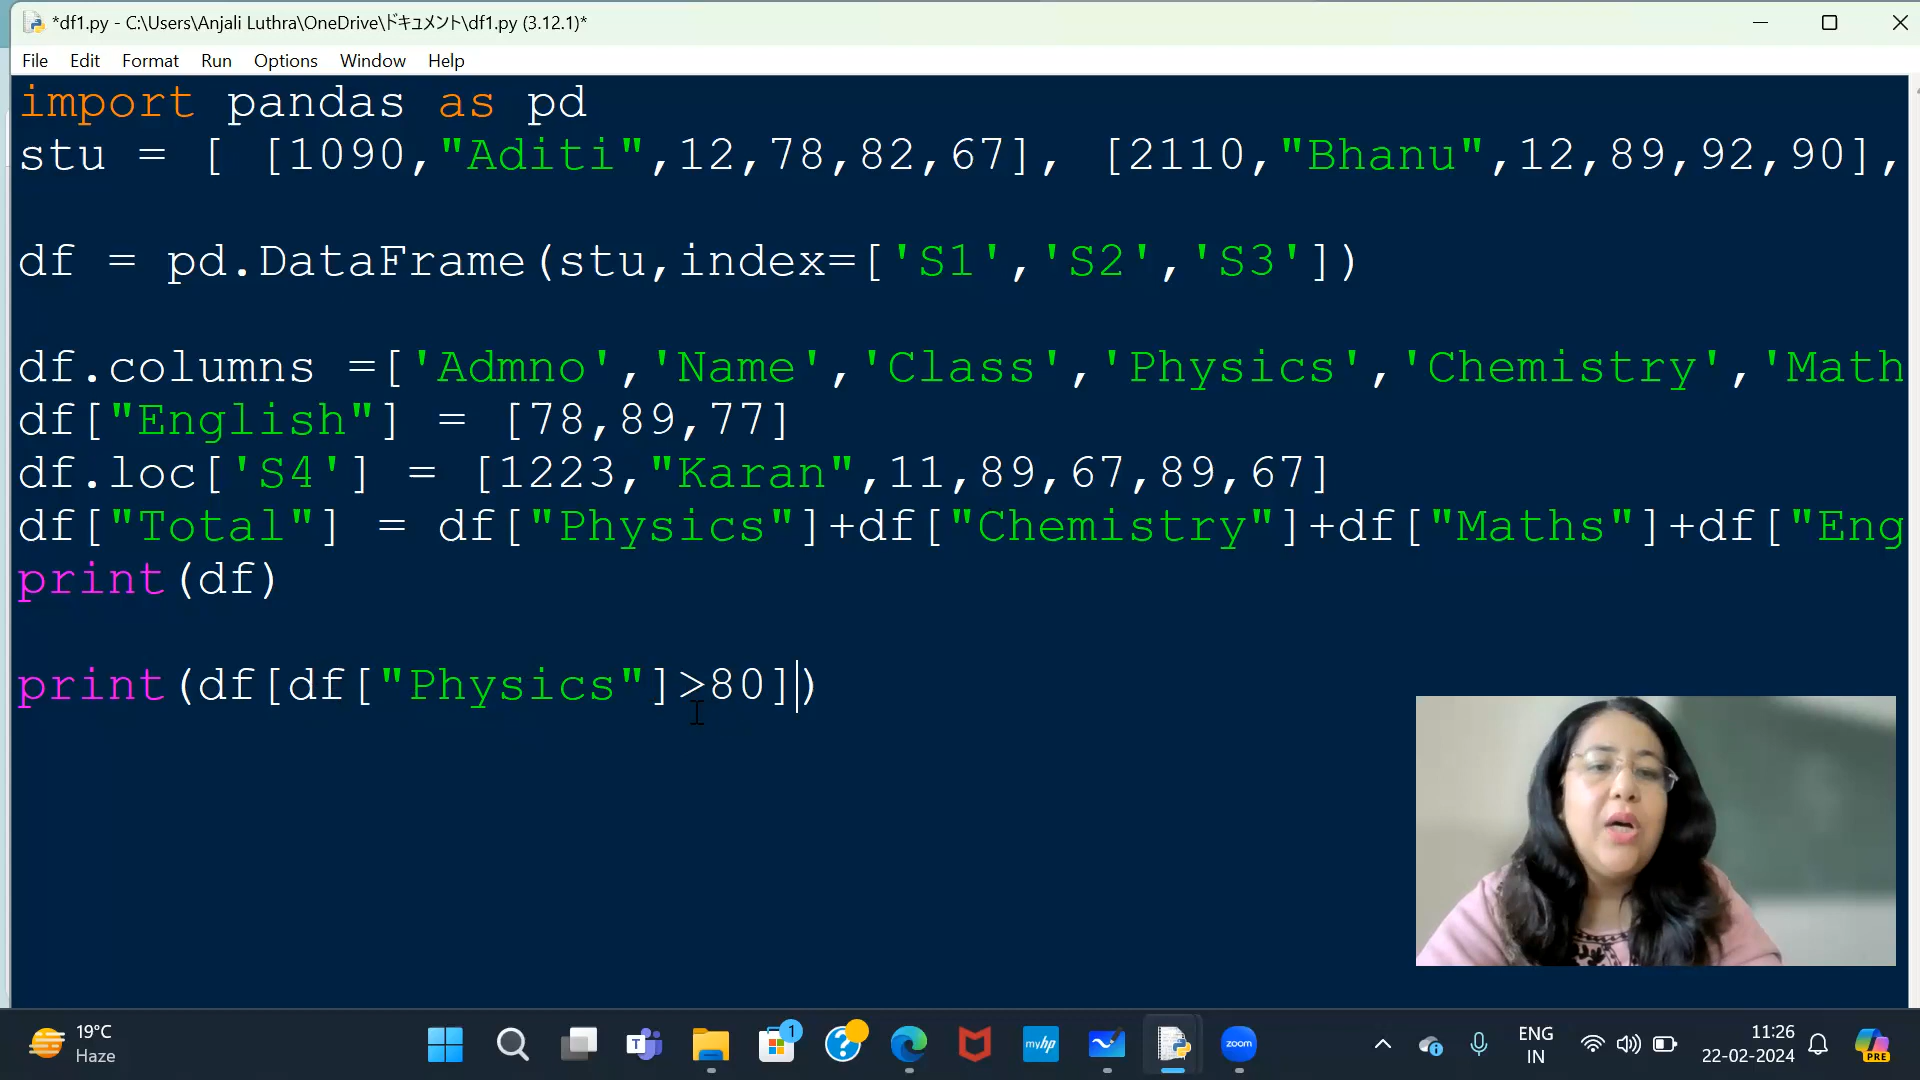 *df1.py - C:\Users\Anjali Luthra\OneDrive\ドキュメント\df1.py (3.12.1)*
File Edit Format Run Options Window Help
import pandas as pd
stu = [ [1090,"Aditi",12,78,82,67], [2110,"Bhanu",12,89,92,90],
df = pd.DataFrame(stu,index=['S1','S2','S3'])
df.columns =['Admno','Name','Class','Physics','Chemistry','Math
df["English"] = [78,89,77]
df.loc['S4'] = [1223,"Karan",11,89,67,89,67]
df["Total"] = df["Physics"]+df["Chemistry"]+df["Maths"]+df["Eng
print(df)
print(df[df["Physics"]>80])
19°C
Haze
1
myhp
zoom
ENG
IN
11:26
22-02-2024
PRE